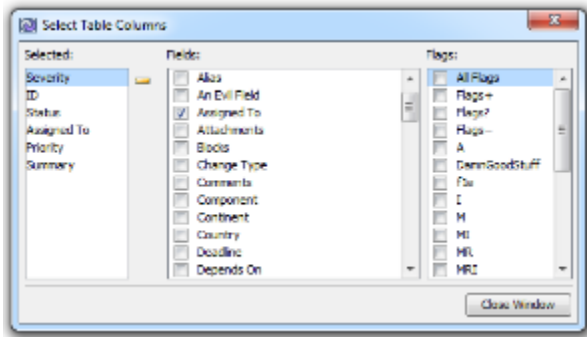 Select Table Columns
Selected:
Severity
ID
Status
Assigned To
Priority
Summary
Fields:
Alias
An Evil Field
Assigned To
Attachments
Blocks
Change Type
Comments
Component
Continent
Country
Deadline
Depends On
Flags:
All Flags
Flags+
Flags?
Flags-
A
DamnGoodStuff
I
M
MI
MR
MRI
Close Window